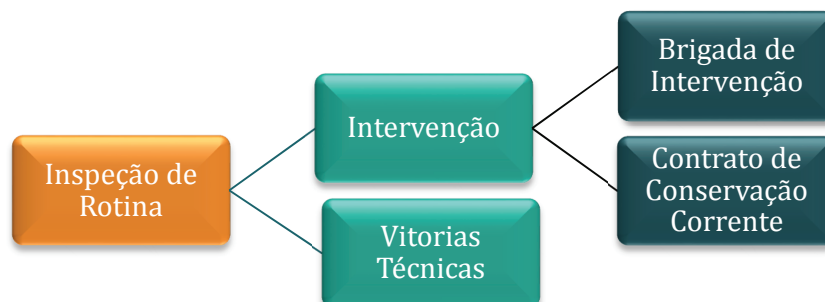 Inspeção de
Rotina
Intervenção
Vitorias
Técnicas
Brigada de
Intervenção
Contrato de
Conservação
Corrente